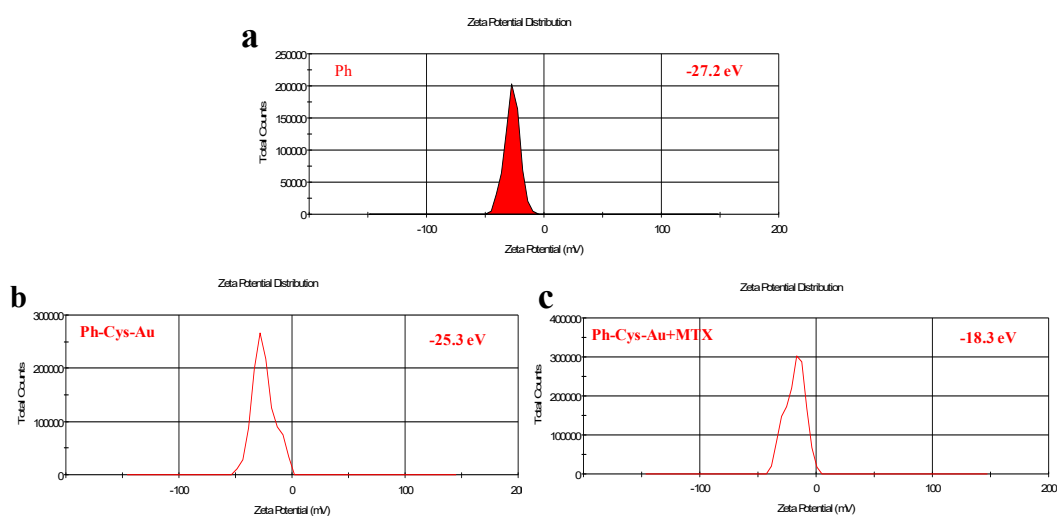 a
Zeta Potential Distribution
Ph
-27.2 eV
Total Counts
250000
200000
150000
100000
50000
0
-100
0
100
200
Zeta Potential (mV)
b
Zeta Potential Distribution
Ph-Cys-Au
-25.3 eV
Total Counts
300000
200000
100000
0
-100
0
100
20
Zeta Potential (mV)
c
Zeta Potential Distribution
Ph-Cys-Au+MTX
-18.3 eV
Total Counts
400000
300000
200000
100000
0
-100
0
100
200
Zeta Potential (mV)